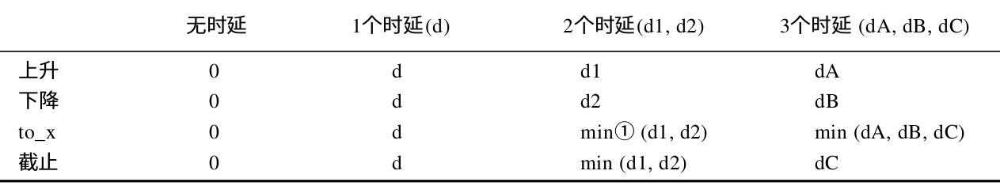 无时延 1个时延(d) 2个时延(d1, d2) 3个时延 (dA, dB, dC)
上升 0 d d1 dA
下降 0 d d2 dB
to_x 0 d min① (d1, d2) min (dA, dB, dC)
截止 0 d min (d1, d2) dC